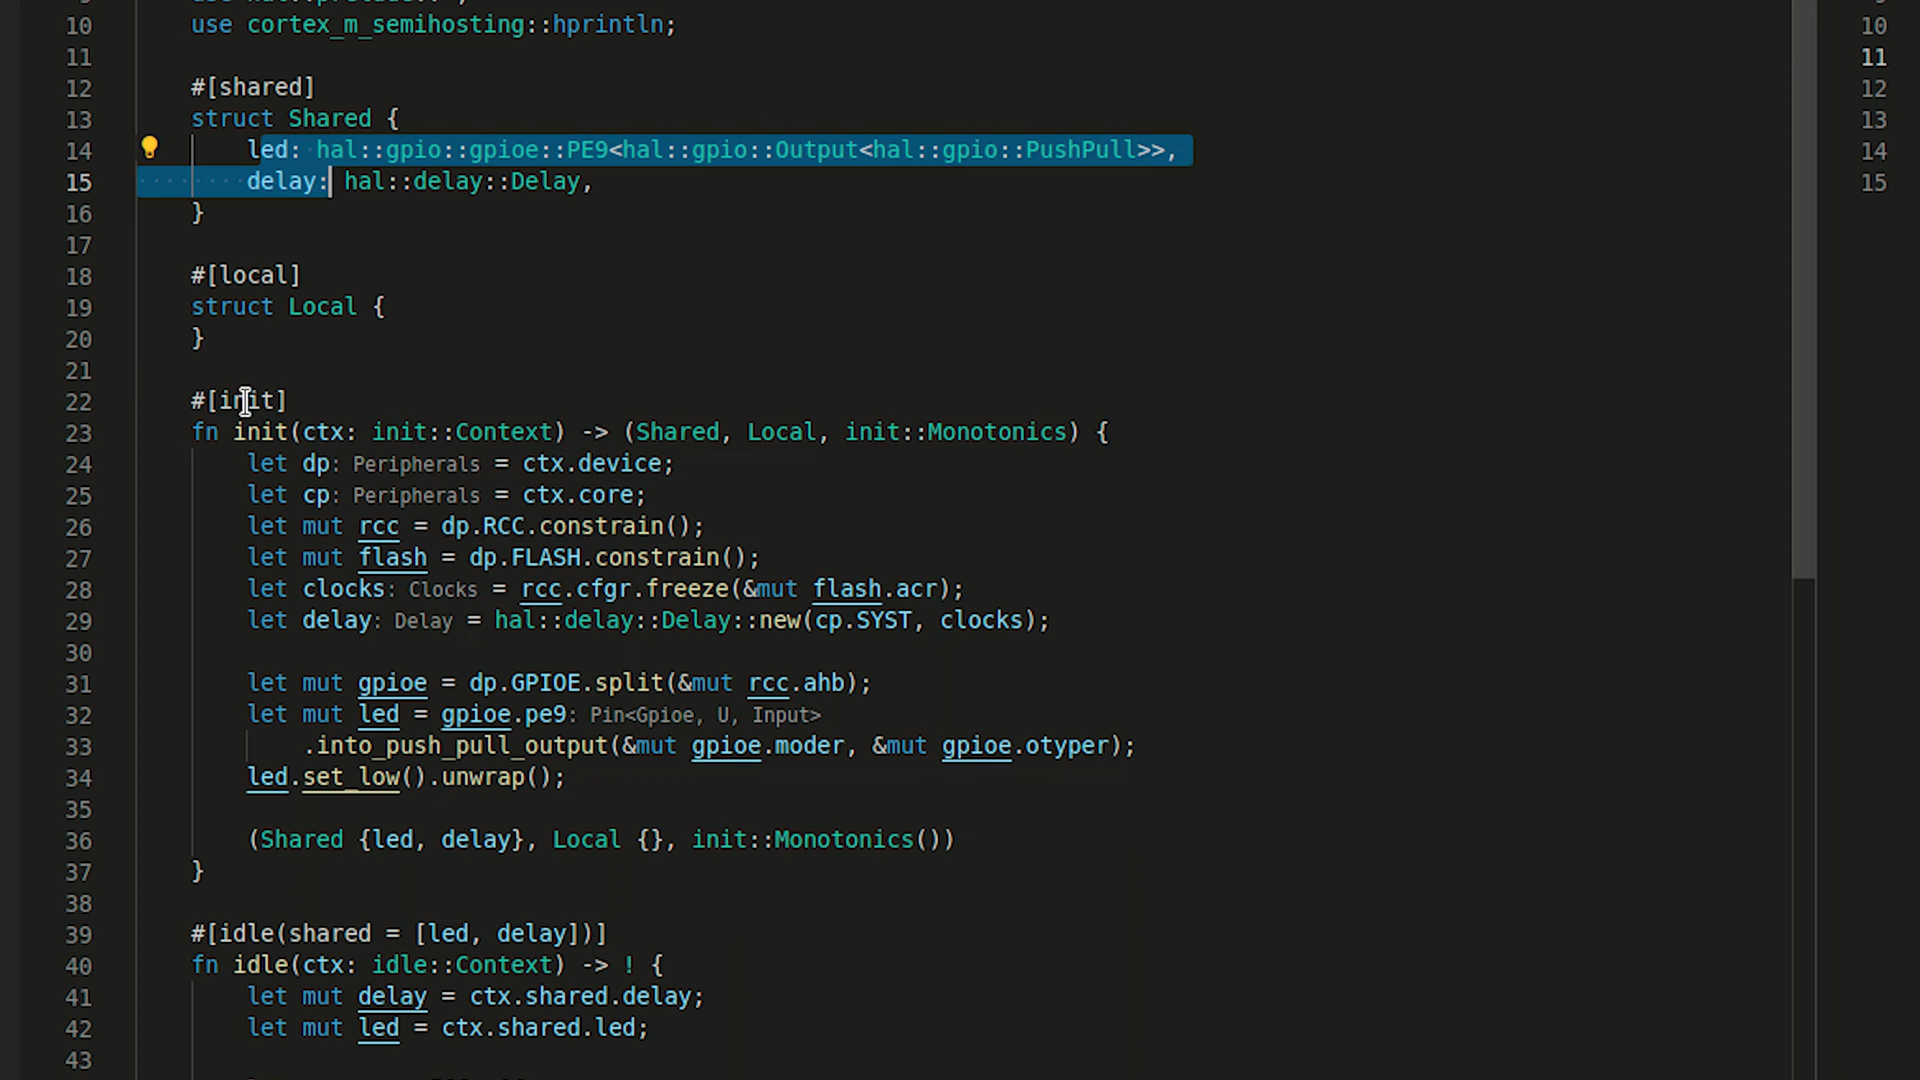 10 use cortex_m_semihosting::hprintln; 10
11 11
12 #[shared] 12
13 struct Shared { 13
14 led: hal::gpio::gpioe::PE9<hal::gpio::Output<hal::gpio::PushPull>>, 14
15 delay: hal::delay::Delay, 15
16 }
17
18 #[local]
19 struct Local {
20 }
21
22 #[init]
23 fn init(ctx: init::Context) -> (Shared, Local, init::Monotonics) {
24 let dp: Peripherals = ctx.device;
25 let cp: Peripherals = ctx.core;
26 let mut rcc = dp.RCC.constrain();
27 let mut flash = dp.FLASH.constrain();
28 let clocks: Clocks = rcc.cfgr.freeze(&mut flash.acr);
29 let delay: Delay = hal::delay::Delay::new(cp.SYST, clocks);
30
31 let mut gpioe = dp.GPIOE.split(&mut rcc.ahb);
32 let mut led = gpioe.pe9: Pin<Gpioe, U, Input>
33 .into_push_pull_output(&mut gpioe.moder, &mut gpioe.otyper);
34 led.set_low().unwrap();
35
36 (Shared {led, delay}, Local {}, init::Monotonics())
37 }
38
39 #[idle(shared = [led, delay])]
40 fn idle(ctx: idle::Context) -> ! {
41 let mut delay = ctx.shared.delay;
42 let mut led = ctx.shared.led;
43